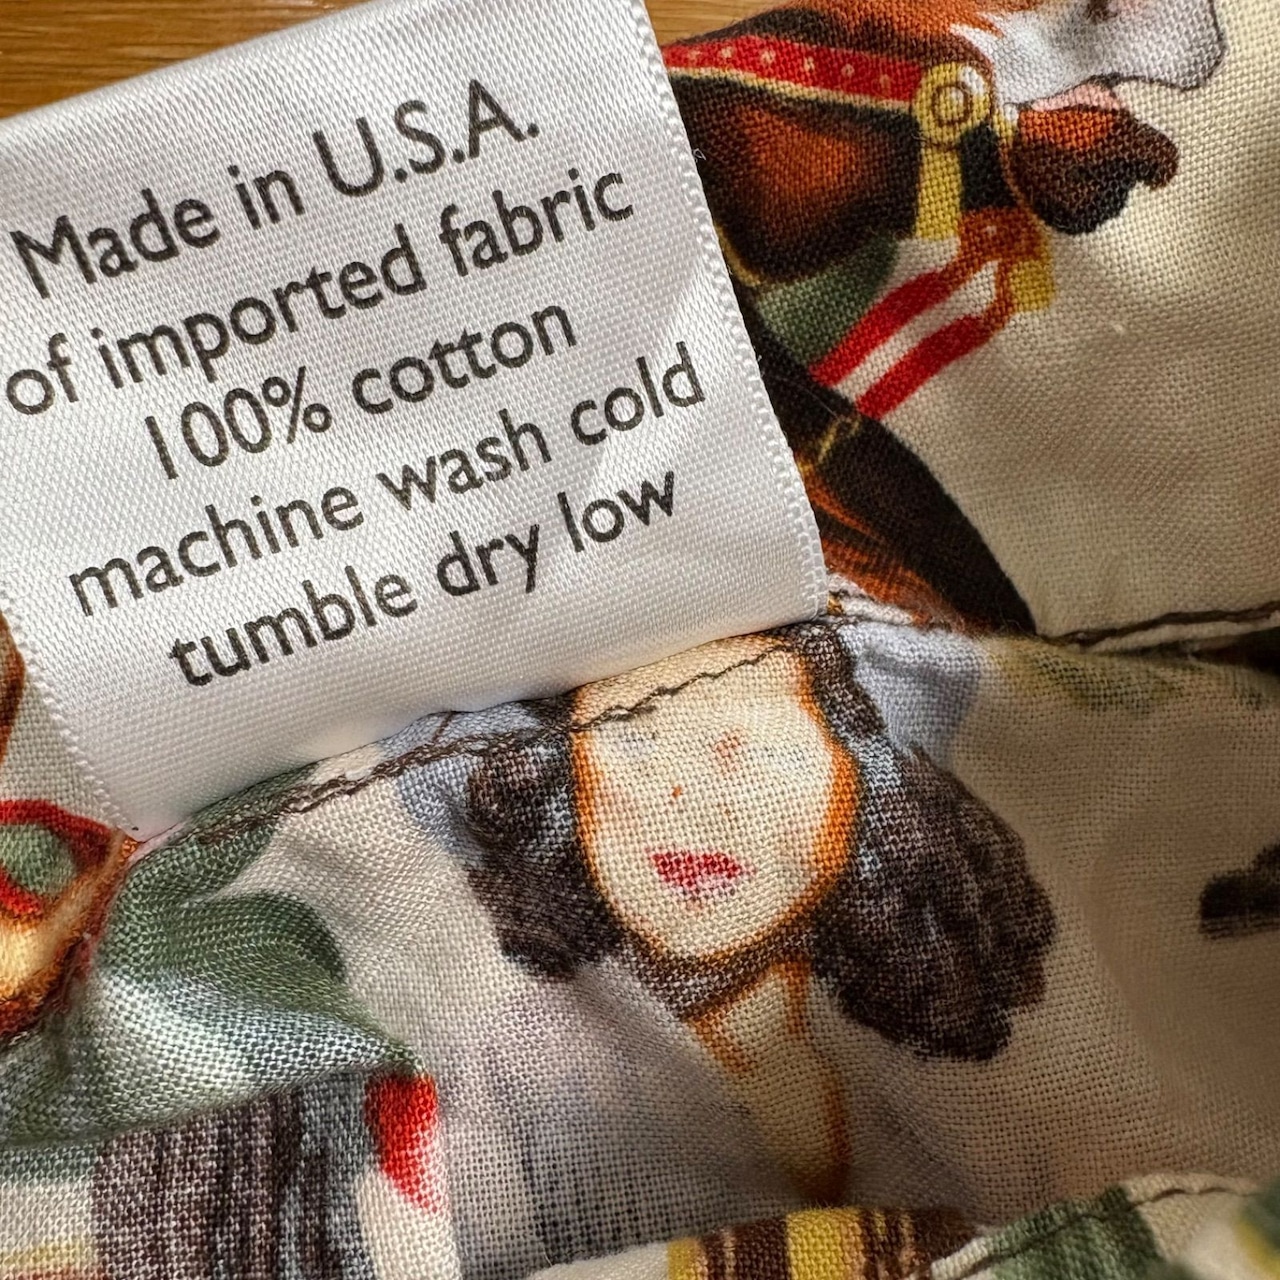 Made in U.S.A.
of imported fabric
100% cotton
machine wash cold
tumble dry low